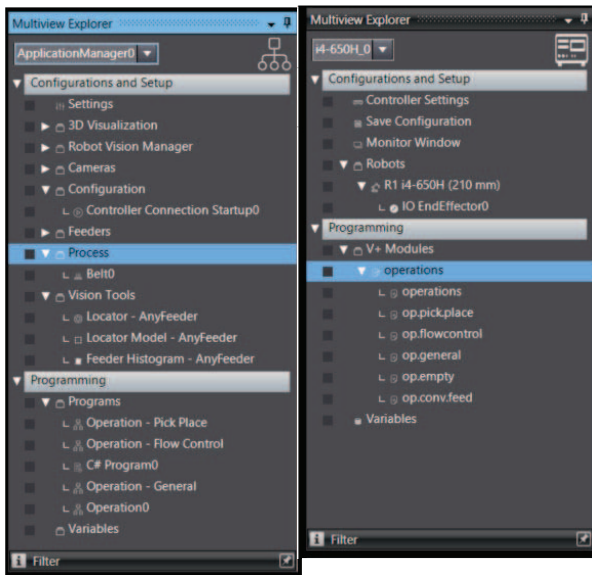 Multiview Explorer
ApplicationManager0
Configurations and Setup
Settings
3D Visualization
Robot Vision Manager
Cameras
Configuration
Controller Connection Startup0
Feeders
Process
Belt0
Vision Tools
Locator - AnyFeeder
Locator Model - AnyFeeder
Feeder Histogram - AnyFeeder
Programming
Programs
Operation - Pick Place
Operation - Flow Control
C# Program0
Operation - General
Operation0
Variables
Filter
Multiview Explorer
i4-650H_0
Configurations and Setup
Controller Settings
Save Configuration
Monitor Window
Robots
R1 i4-650H (210 mm)
IO EndEffector0
Programming
V+ Modules
operations
operations
op.pick.place
op.flowcontrol
op.general
op.empty
op.conv.feed
Variables
Filter